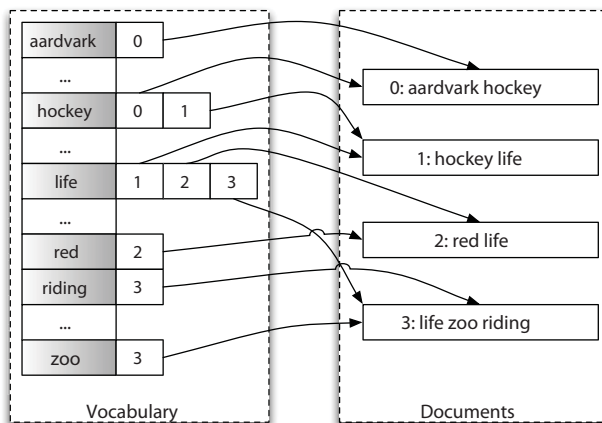 aardvark 0
...
hockey 0 1
...
life 1 2 3
...
red 2
riding 3
...
zoo 3
Vocabulary
0: aardvark hockey
1: hockey life
2: red life
3: life zoo riding
Documents